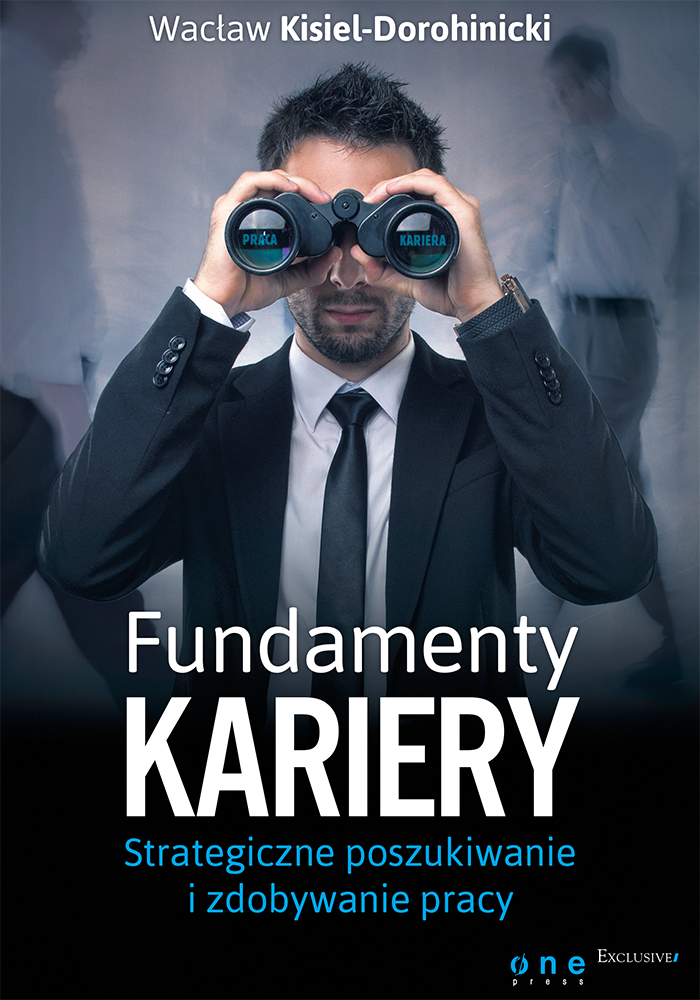 Wacław Kisiel-Dorohinicki
PRACA
KARIERA
Fundamenty
KARIERY
Strategiczne poszukiwanie
i zdobywanie pracy
one
press
EXCLUSIVE